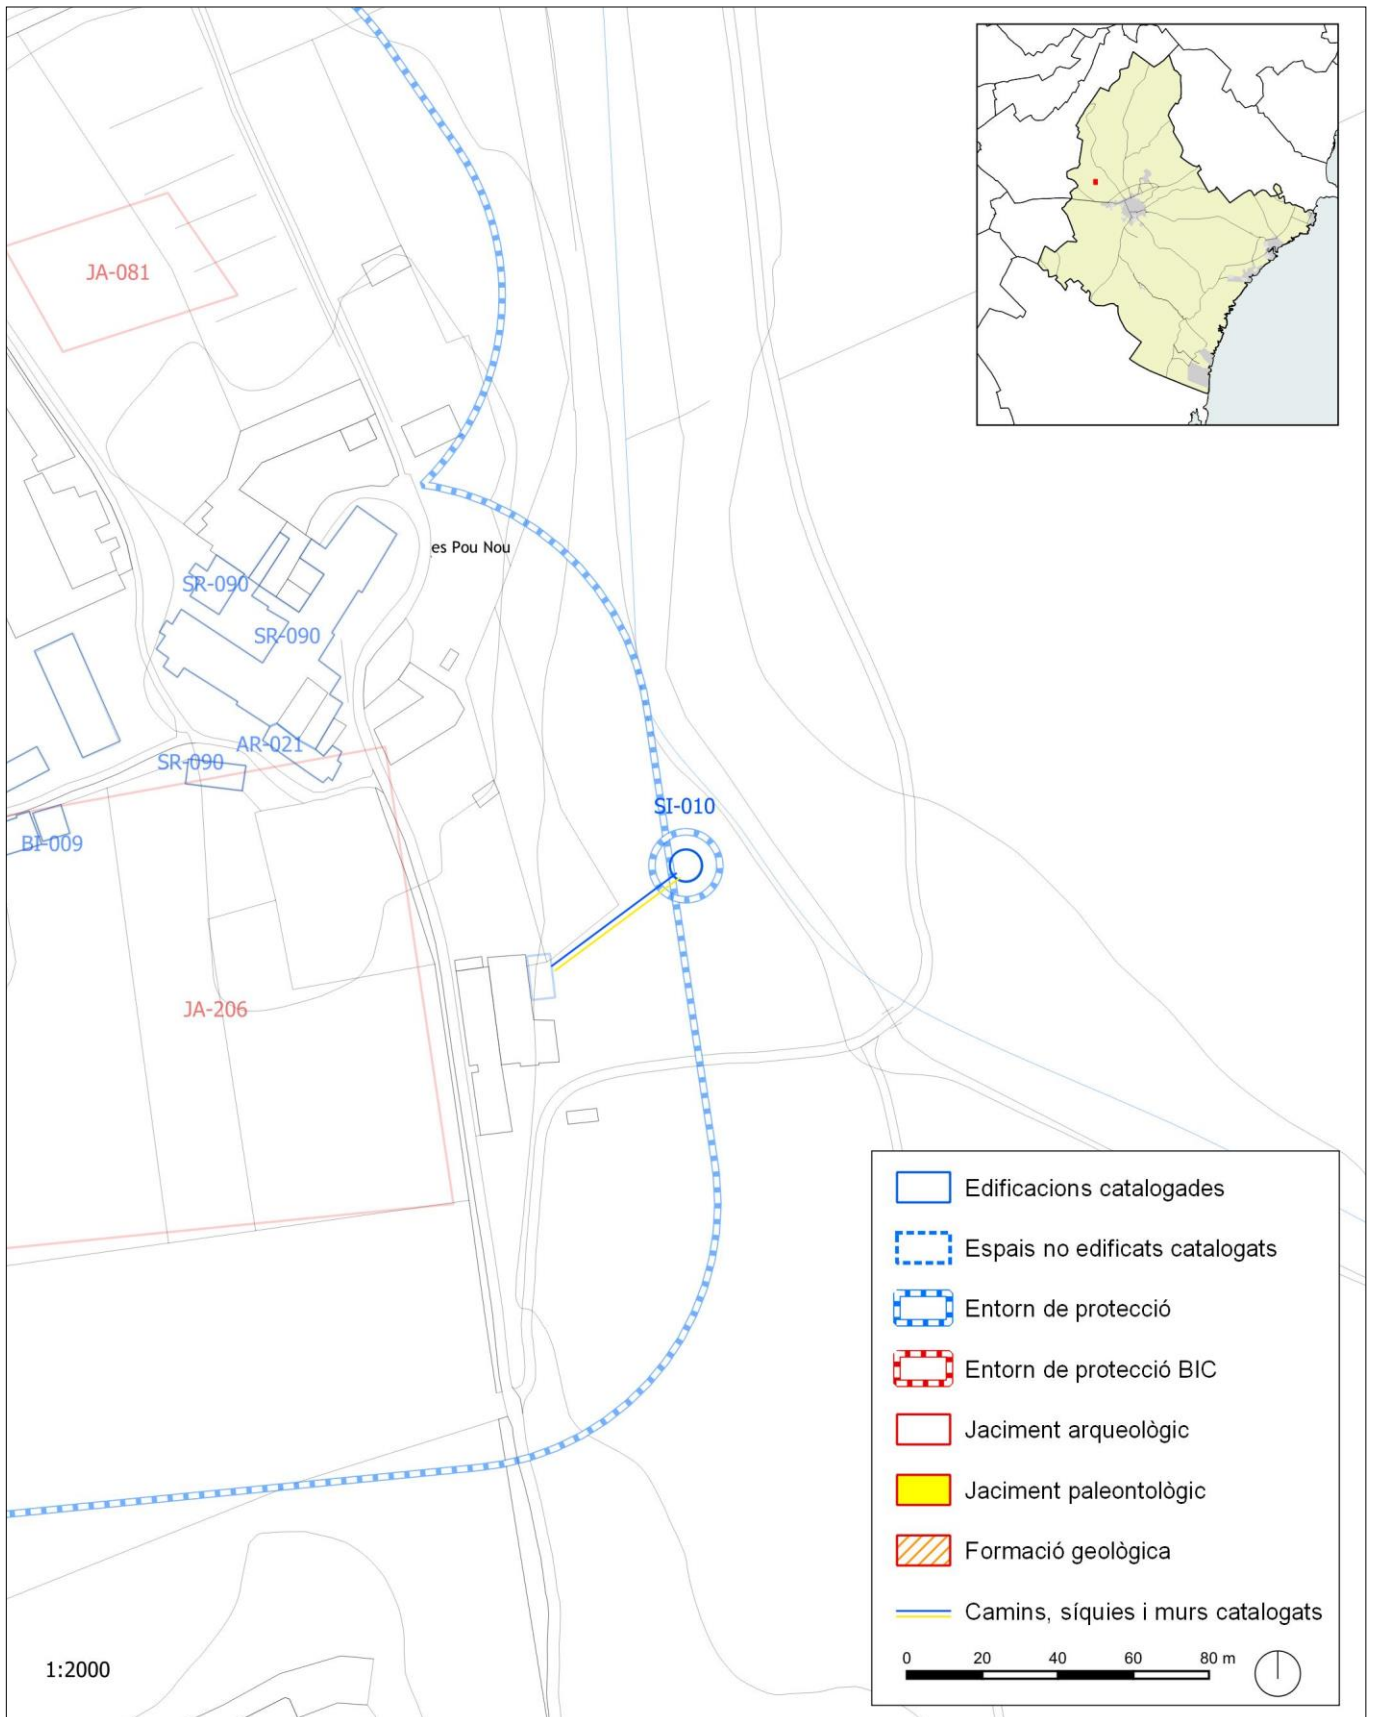 JA-081
es Pou Nou
SR-090
SR-090
AR-021
SR-090
SI-010
BI-009
JA-206
Edificacions catalogades
Espais no edificats catalogats
Entorn de protecció
Entorn de protecció BIC
Jaciment arqueològic
Jaciment paleontològic
Formació geològica
Camins, síquies i murs catalogats
0 20 40 60 80 m
1:2000